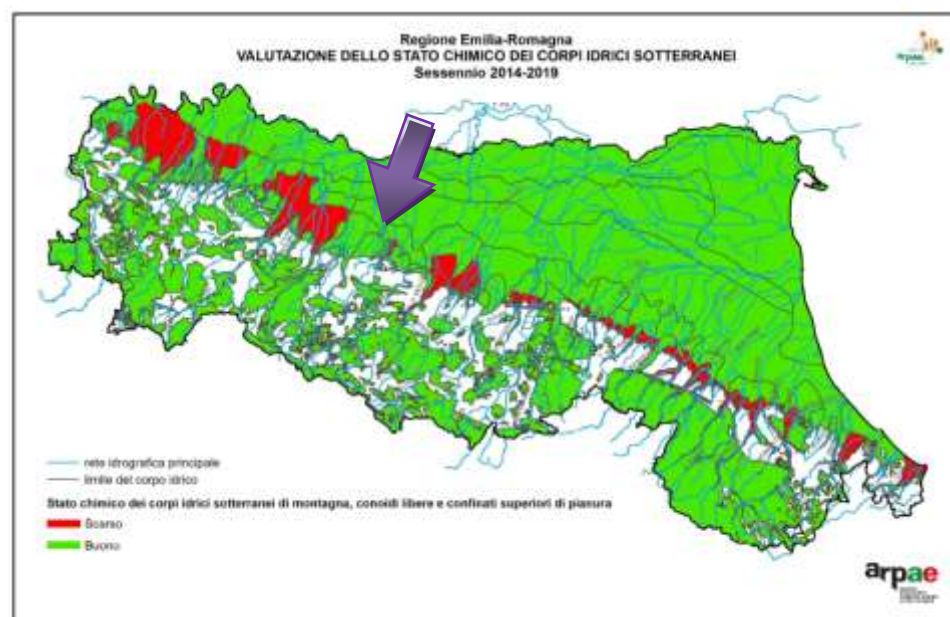 Regione Emilia-Romagna
VALUTAZIONE DELLO STATO CHIMICO DEI CORPI IDRICI SOTTERRANEI
Sessennio 2014-2019
rete idrografica principale
limite del corpo idrico
Stato chimico dei corpi idrici sotterranei di montagna, conoidi libere e confinati superiori di pianura
Scarso
Buono
arpae